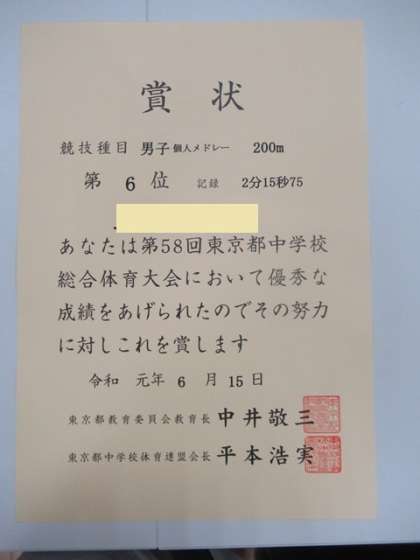 賞状
競技種目 男子 個人メドレー 200m
第 6 位 記録 2分15秒75
あなたは第58回東京都中学校
総合体育大会において優秀な
成績をあげられたのでその努力
に対しこれを賞します
令和 元年 6 月 15 日
東京都教育委員会教育長 中井敬三
東京都中学校体育連盟会長 平本浩実